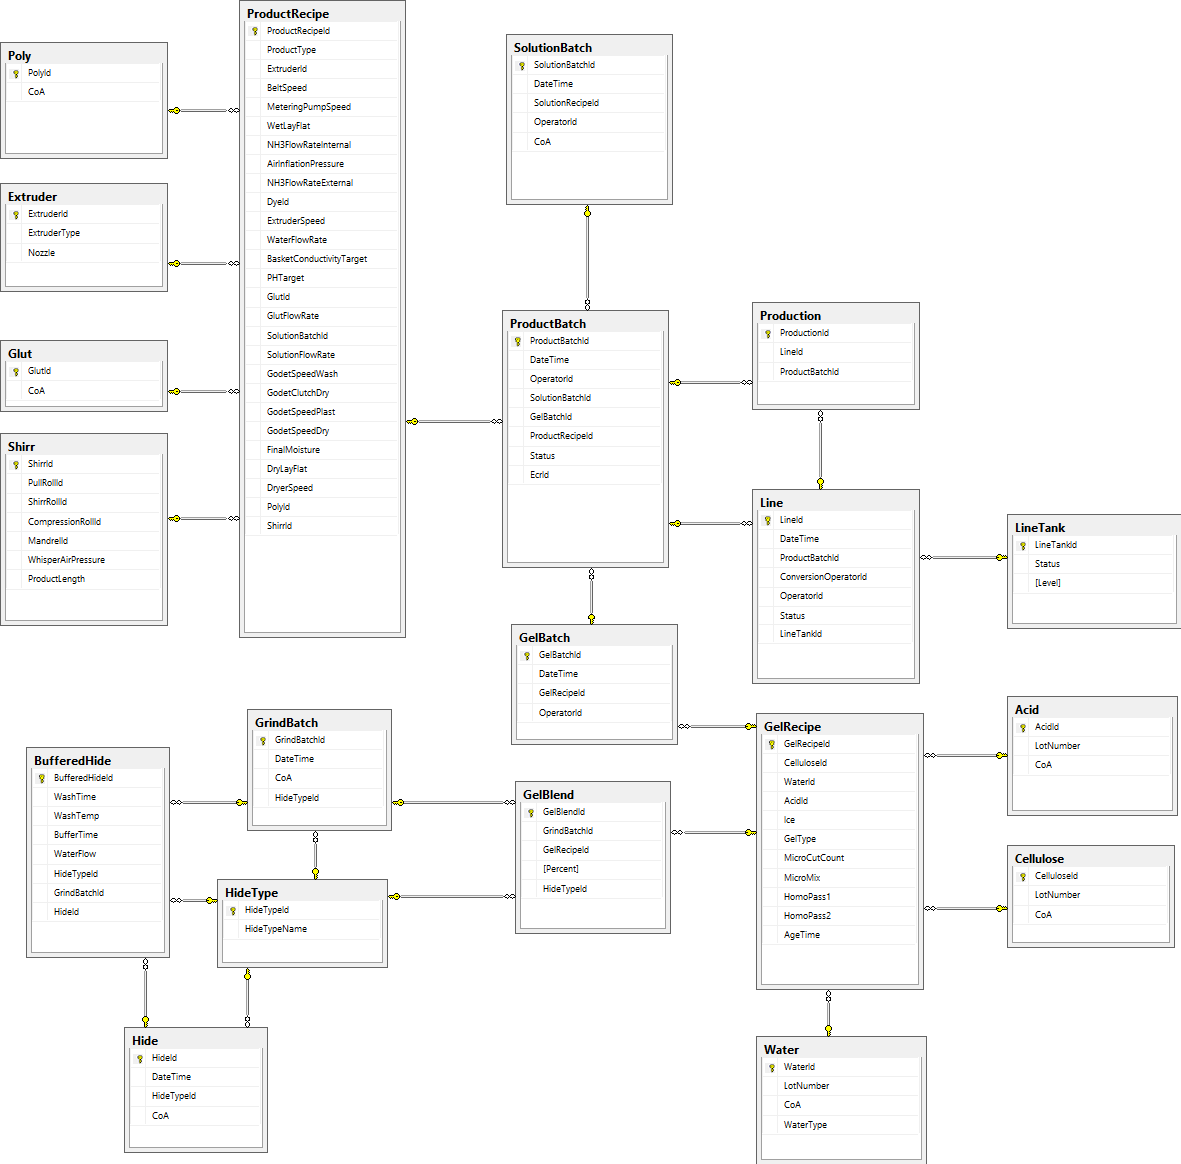 Poly
PolyId
CoA
Extruder
ExtruderId
ExtruderType
Nozzle
Glut
GlutId
CoA
Shirr
ShirrId
PullRollId
ShirrRollId
CompressionRollId
MandrelId
WhisperAirPressure
ProductLength
ProductRecipe
ProductRecipeId
ProductType
ExtruderId
BeltSpeed
MeteringPumpSpeed
WetLayFlat
NH3FlowRateInternal
AirInflationPressure
NH3FlowRateExternal
DyeId
ExtruderSpeed
WaterFlowRate
BasketConductivityTarget
PHTarget
GlutId
GlutFlowRate
SolutionBatchId
SolutionFlowRate
GodetSpeedWash
GodetClutchDry
GodetSpeedPlast
GodetSpeedDry
FinalMoisture
DryLayFlat
DryerSpeed
PolyId
ShirrId
SolutionBatch
SolutionBatchId
DateTime
SolutionRecipeId
OperatorId
CoA
ProductBatch
ProductBatchId
DateTime
OperatorId
SolutionBatchId
GelBatchId
ProductRecipeId
Status
EcrId
Production
ProductionId
LineId
ProductBatchId
Line
LineId
DateTime
ProductBatchId
ConversionOperatorId
OperatorId
Status
LineTankId
LineTank
LineTankId
Status
[Level]
GelBatch
GelBatchId
DateTime
GelRecipeId
OperatorId
GrindBatch
GrindBatchId
DateTime
CoA
HideTypeId
BufferedHide
BufferedHideId
WashTime
WashTemp
BufferTime
WaterFlow
HideTypeId
GrindBatchId
HideId
HideType
HideTypeId
HideTypeName
GelBlend
GelBlendId
GrindBatchId
GelRecipeId
[Percent]
HideTypeId
GelRecipe
GelRecipeId
CelluloseId
WaterId
AcidId
Ice
GelType
MicroCutCount
MicroMix
HomoPass1
HomoPass2
AgeTime
Acid
AcidId
LotNumber
CoA
Cellulose
CelluloseId
LotNumber
CoA
Hide
HideId
DateTime
HideTypeId
CoA
Water
WaterId
LotNumber
CoA
WaterType